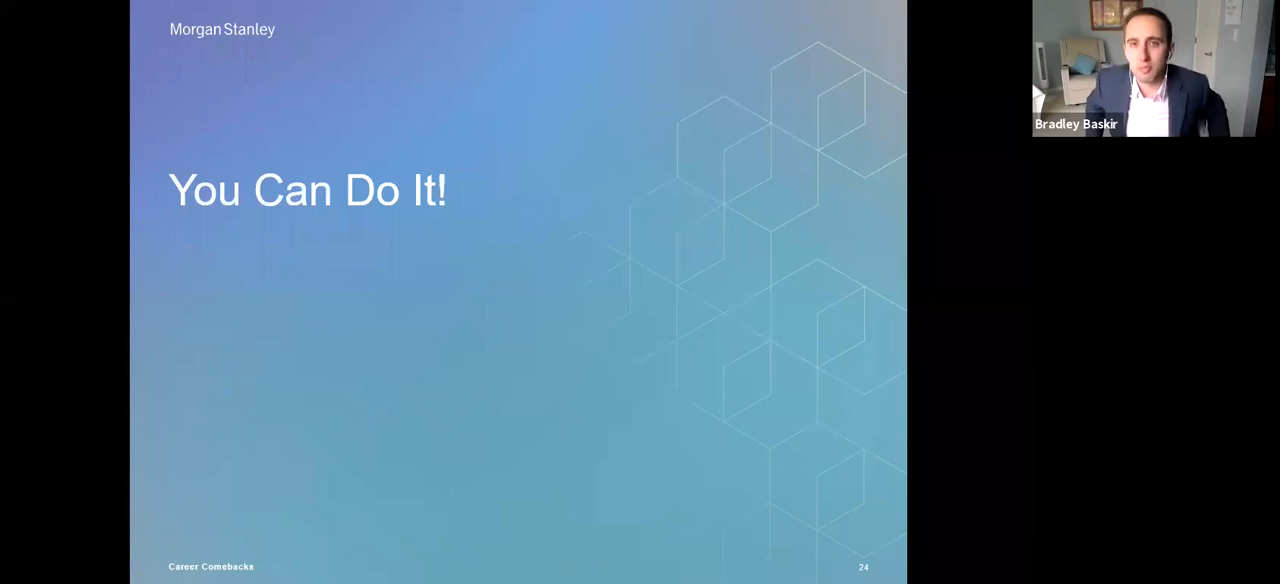 Morgan Stanley
Bradley Baskir
You Can Do It!
Career Comebacks
24